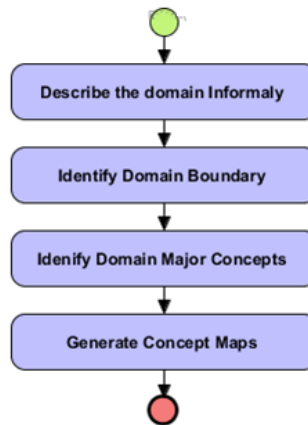 Describe the domain Informaly
Identify Domain Boundary
Idenify Domain Major Concepts
Generate Concept Maps